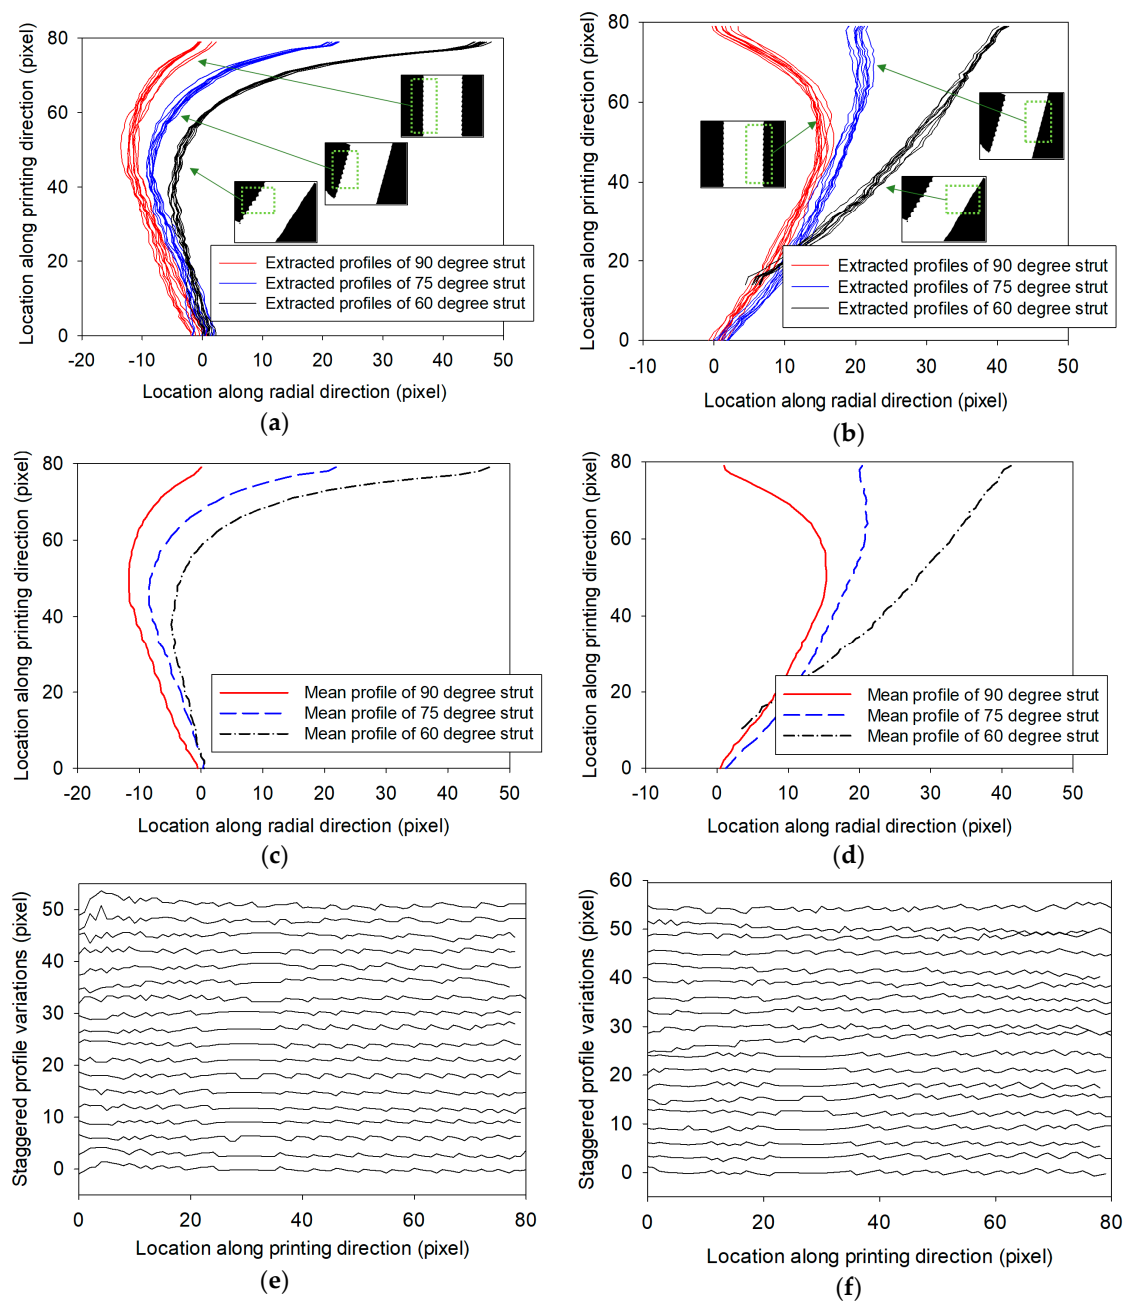 80
60
40
20
0
-20
-10
0
10
20
30
40
50
Location along printing direction (pixel)
Location along radial direction (pixel)
Extracted profiles of 90 degree strut
Extracted profiles of 75 degree strut
Extracted profiles of 60 degree strut
(a)
80
60
40
20
0
-10
0
10
20
30
40
50
Location along printing direction (pixel)
Location along radial direction (pixel)
Extracted profiles of 90 degree strut
Extracted profiles of 75 degree strut
Extracted profiles of 60 degree strut
(b)
80
60
40
20
0
-20
-10
0
10
20
30
40
50
Location along printing direction (pixel)
Location along radial direction (pixel)
Mean profile of 90 degree strut
Mean profile of 75 degree strut
Mean profile of 60 degree strut
(c)
80
60
40
20
0
-10
0
10
20
30
40
50
Location along printing direction (pixel)
Location along radial direction (pixel)
Mean profile of 90 degree strut
Mean profile of 75 degree strut
Mean profile of 60 degree strut
(d)
50
40
30
20
10
0
0
20
40
60
80
Staggered profile variations (pixel)
Location along printing direction (pixel)
(e)
60
50
40
30
20
10
0
0
20
40
60
80
Staggered profile variations (pixel)
Location along printing direction (pixel)
(f)